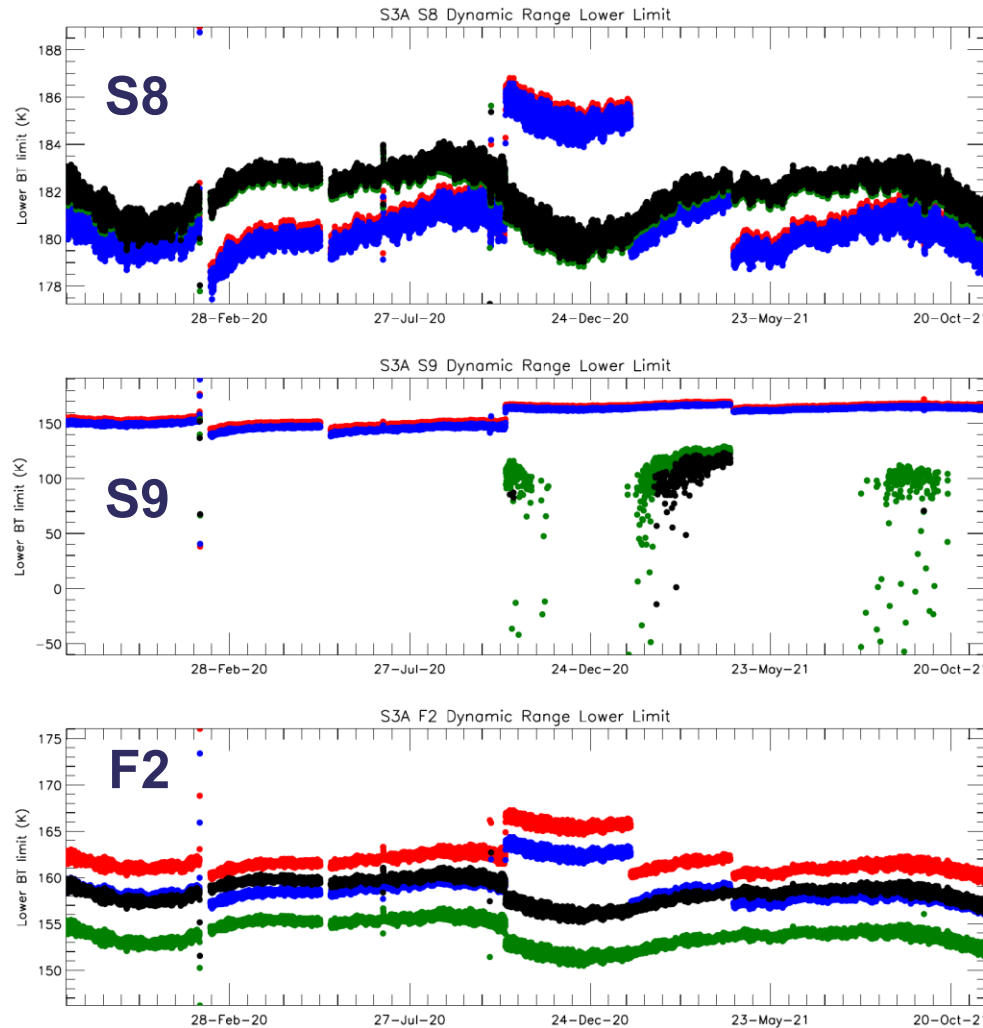 S3A S8 Dynamic Range Lower Limit
S8
Lower BT limit (K)
188
186
184
182
180
178
28-Feb-20 27-Jul-20 24-Dec-20 23-May-21 20-Oct-21
S3A S9 Dynamic Range Lower Limit
S9
Lower BT limit (K)
150
100
50
0
-50
28-Feb-20 27-Jul-20 24-Dec-20 23-May-21 20-Oct-21
S3A F2 Dynamic Range Lower Limit
F2
Lower BT limit (K)
175
170
165
160
155
150
28-Feb-20 27-Jul-20 24-Dec-20 23-May-21 20-Oct-21